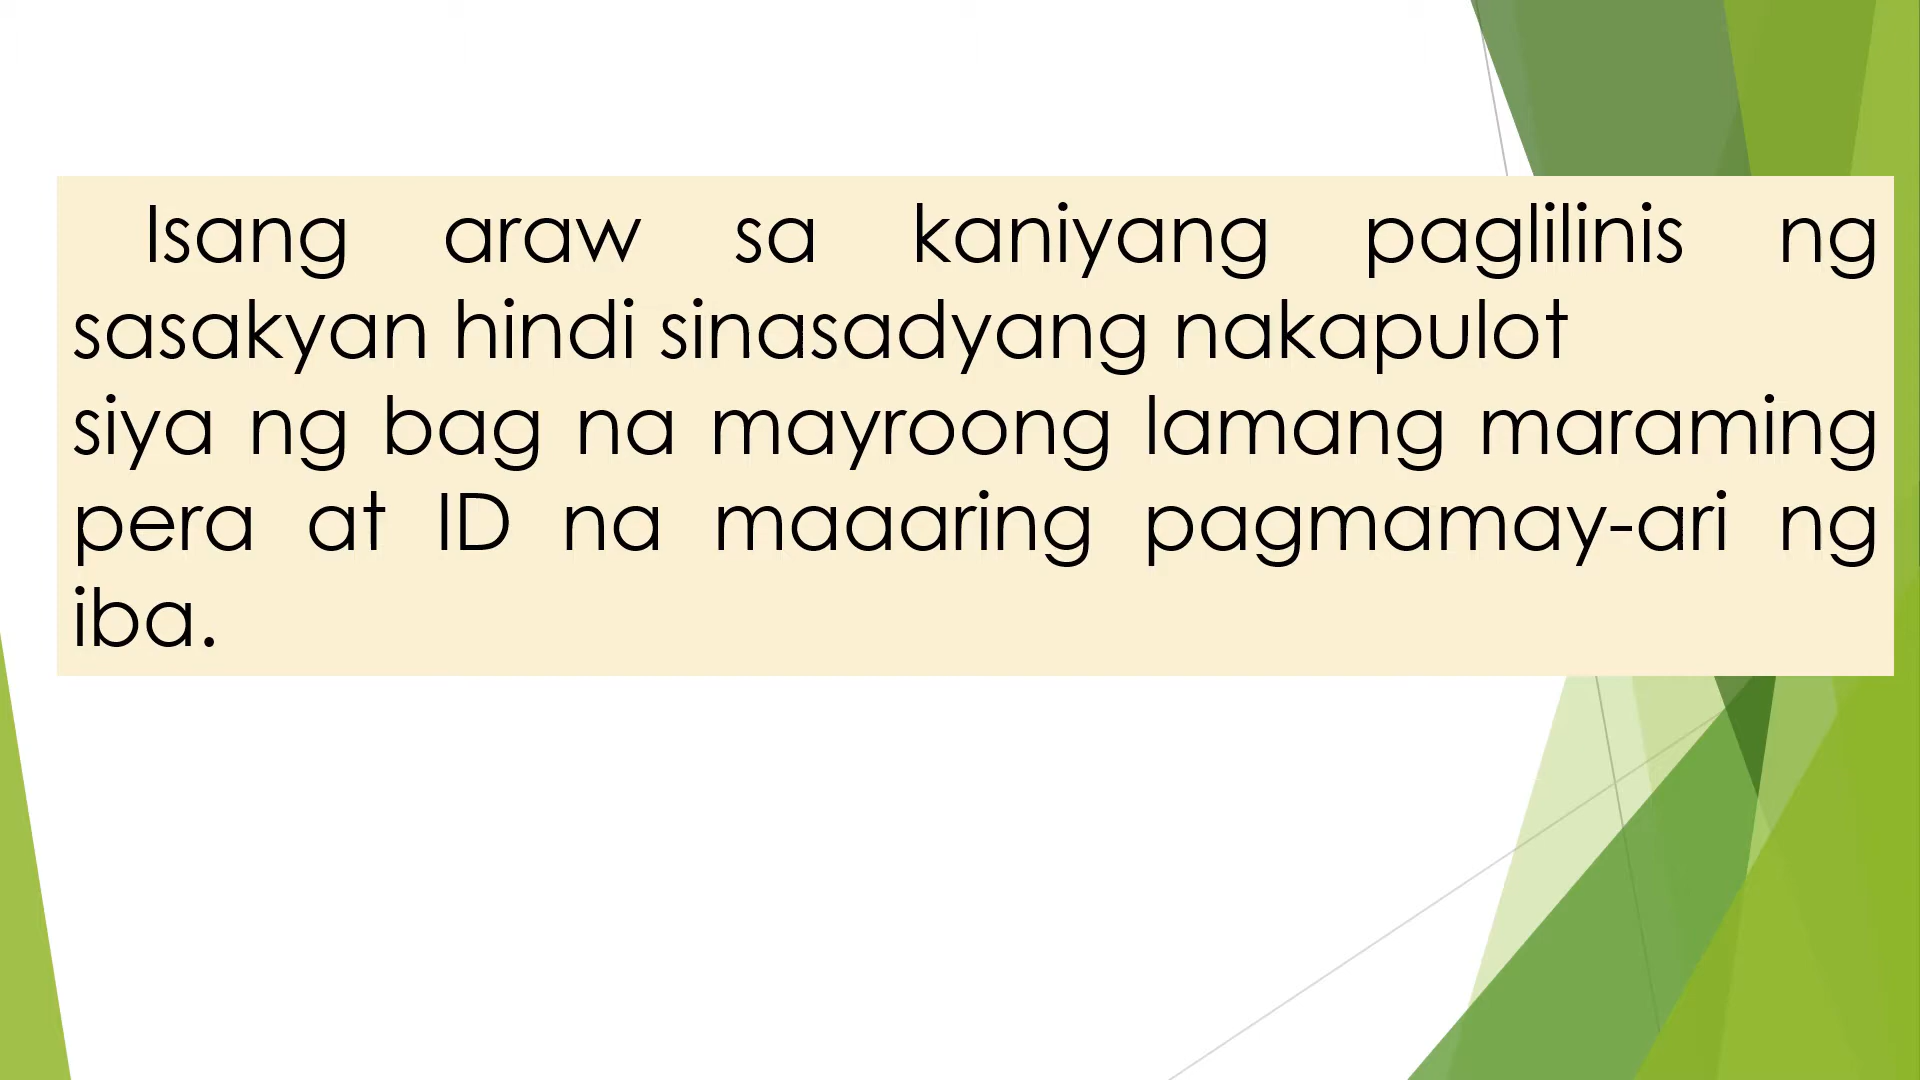 Isang araw sa kaniyang paglilinis ng
sasakyan hindi sinasadyang nakapulot
siya ng bag na mayroong lamang maraming
pera at ID na maaaring pagmamay-ari ng
iba.